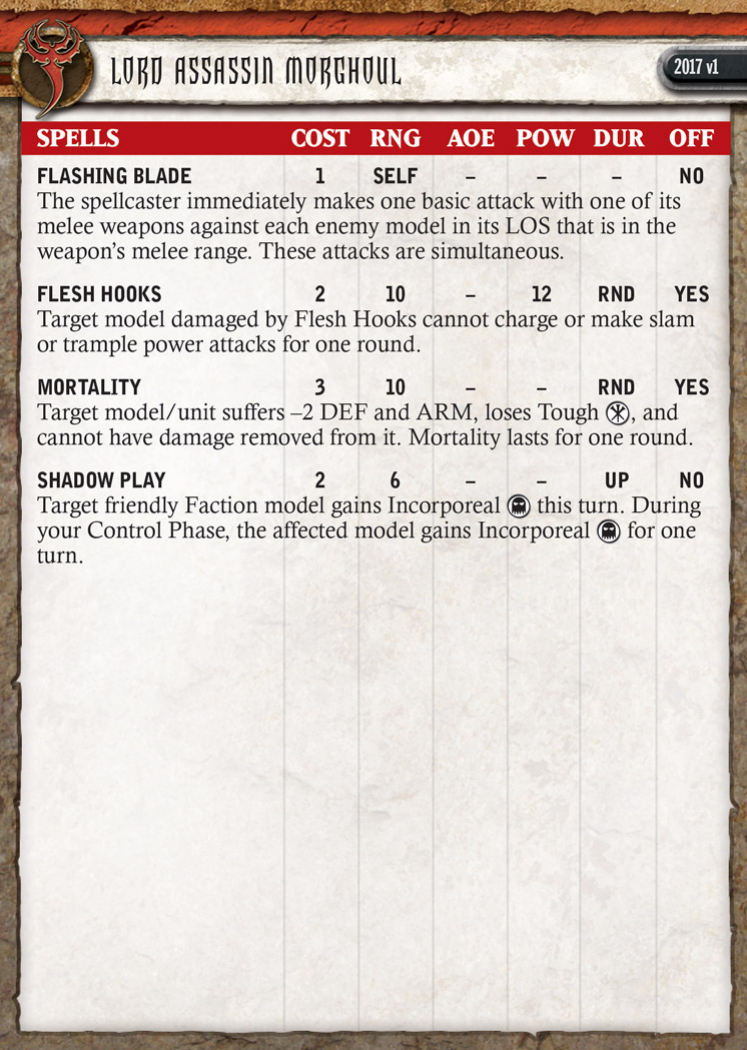 LORD ASSASSIN MORGHOUL
2017 v1
SPELLS COST RNG AOE POW DUR OFF
FLASHING BLADE 1 SELF – – – NO
The spellcaster immediately makes one basic attack with one of its
melee weapons against each enemy model in its LOS that is in the
weapon's melee range. These attacks are simultaneous.
FLESH HOOKS 2 10 – 12 RND YES
Target model damaged by Flesh Hooks cannot charge or make slam
or trample power attacks for one round.
MORTALITY 3 10 – – RND YES
Target model/unit suffers –2 DEF and ARM, loses Tough , and
cannot have damage removed from it. Mortality lasts for one round.
SHADOW PLAY 2 6 – – UP NO
Target friendly Faction model gains Incorporeal this turn. During
your Control Phase, the affected model gains Incorporeal for one
turn.